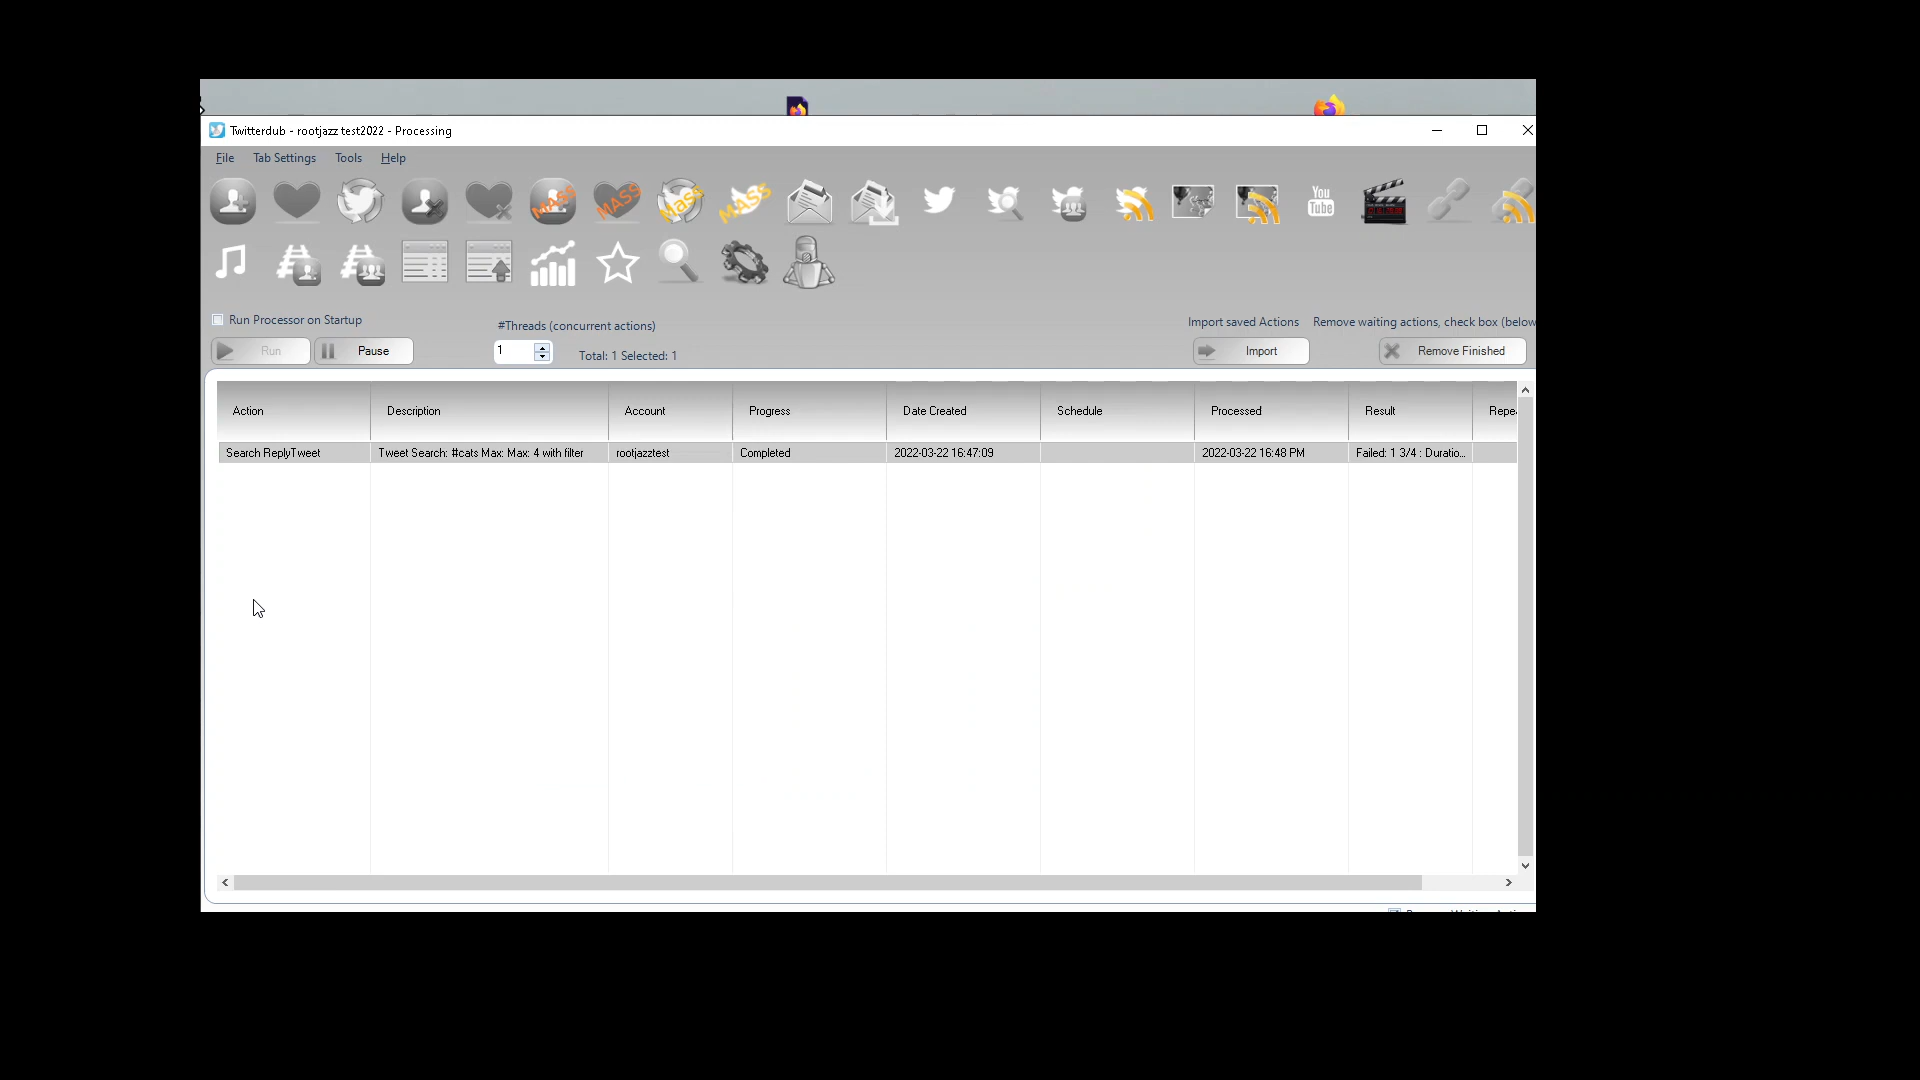 Twitterdub - rootjazz test2022 - Processing
File Tab Settings Tools Help
MASS MASS Mass MASS You Tube
Run Processor on Startup
#Threads (concurrent actions)
Import saved Actions Remove waiting actions, check box (below
Run Pause 1 Total: 1 Selected: 1 Import Remove Finished
Action Description Account Progress Date Created Schedule Processed Result Repe
Search ReplyTweet Tweet Search: #cats Max: Max: 4 with filter rootjazztest Completed 2022-03-22 16:47:09 2022-03-22 16:48 PM Failed: 1 3/4 : Duratio...